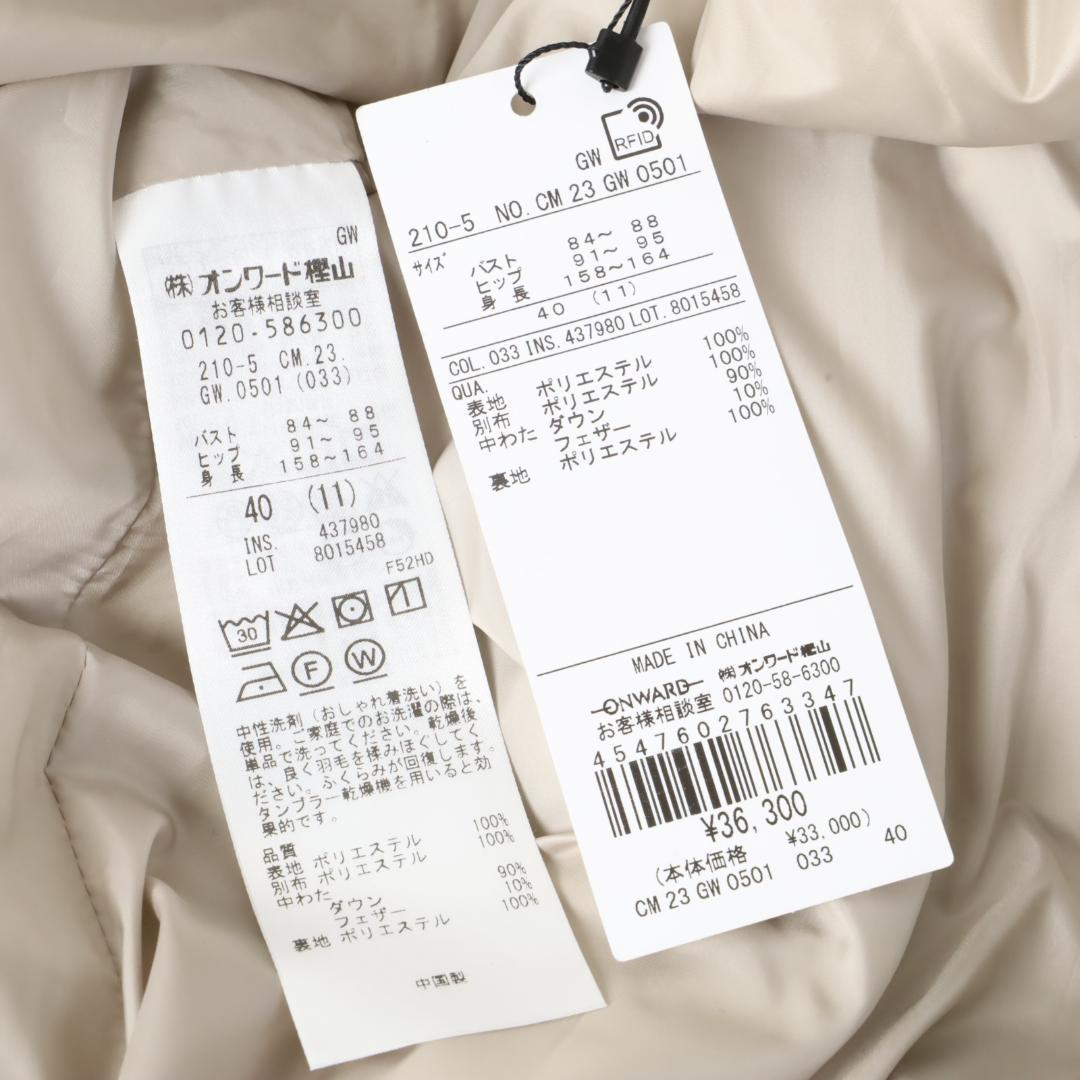 GW
㈱オンワード樫山
お客様相談室
0120-586300
210-5 CM.23.
GW.0501 (033)
バスト 84～ 88
ヒップ 91～ 95
身 長 158～164
40 (11)
INS. 437980
LOT 8015458
F52HD
30
F W
中性洗剤（おしゃれ着洗い）を
使用。ご家庭でのお洗濯の際は、
単品で洗ってください。乾燥後
は、良く羽毛を揉みほぐしてく
ださい。ふくらみが回復します。
タンブラー乾燥機を用いると効
果的です。
品質
表地 ポリエステル 100%
別布 ポリエステル 100%
中わた
ダウン 90%
フェザー 10%
裏地 ポリエステル 100%
中国製
RFID
GW
210-5 NO. CM 23 GW 0501
サイズ
バスト 84～ 88
ヒップ 91～ 95
身 長 158～164
40 (11)
COL. 033 INS. 437980 LOT. 8015458
QUA.
表地 ポリエステル 100%
別布 ポリエステル 100%
中わた ダウン 90%
フェザー 10%
裏地 ポリエステル 100%
MADE IN CHINA
ONWARD ㈱オンワード樫山
お客様相談室 0120-58-6300
4547602763347
¥36,300
(本体価格 ¥33,000)
CM 23 GW 0501 033 40